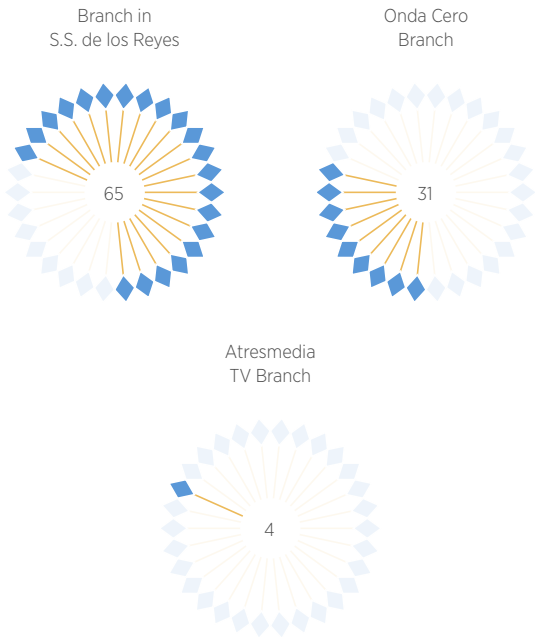 Branch in
S.S. de los Reyes
65
Onda Cero
Branch
31
Atresmedia
TV Branch
4